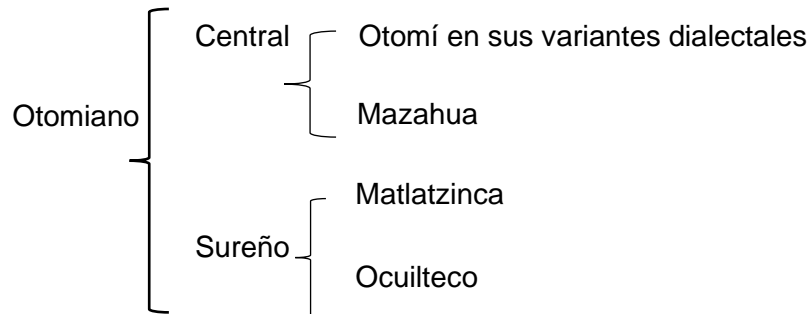 Central Otomí en sus variantes dialectales
Otomiano
Mazahua
Matlatzinca
Sureño
Ocuilteco